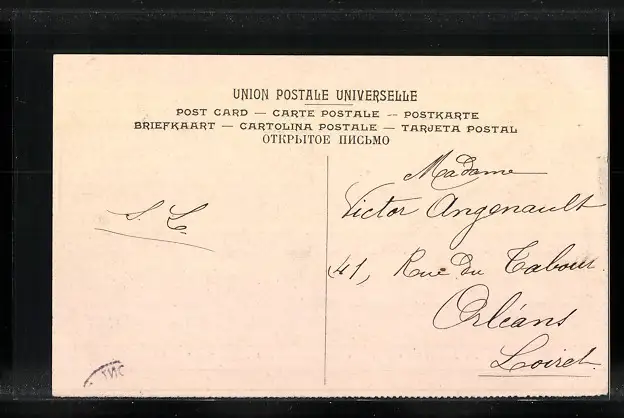 UNION POSTALE UNIVERSELLE
POST CARD — CARTE POSTALE — POSTKARTE
BRIEFKAART — CARTOLINA POSTALE — TARJETA POSTAL
ОТКРЫТОЕ ПИСЬМО
Madame
Victor Angenault
41, Rue du Tabour
Orléans
Loiret.